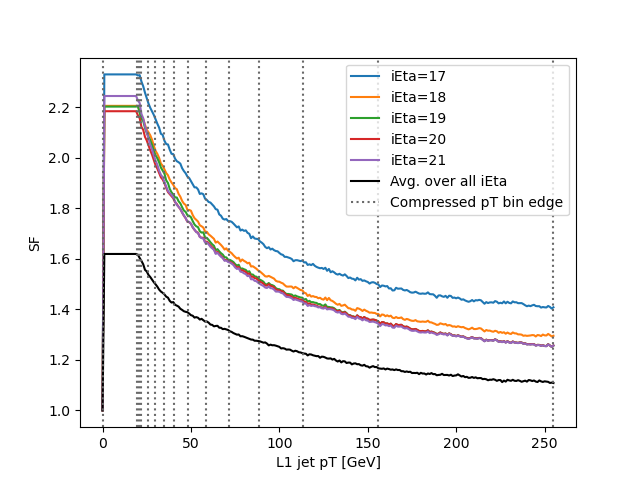 2.2
2.0
1.8
1.6
1.4
1.2
1.0
SF
iEta=17
iEta=18
iEta=19
iEta=20
iEta=21
Avg. over all iEta
Compressed pT bin edge
0 50 100 150 200 250
L1 jet pT [GeV]